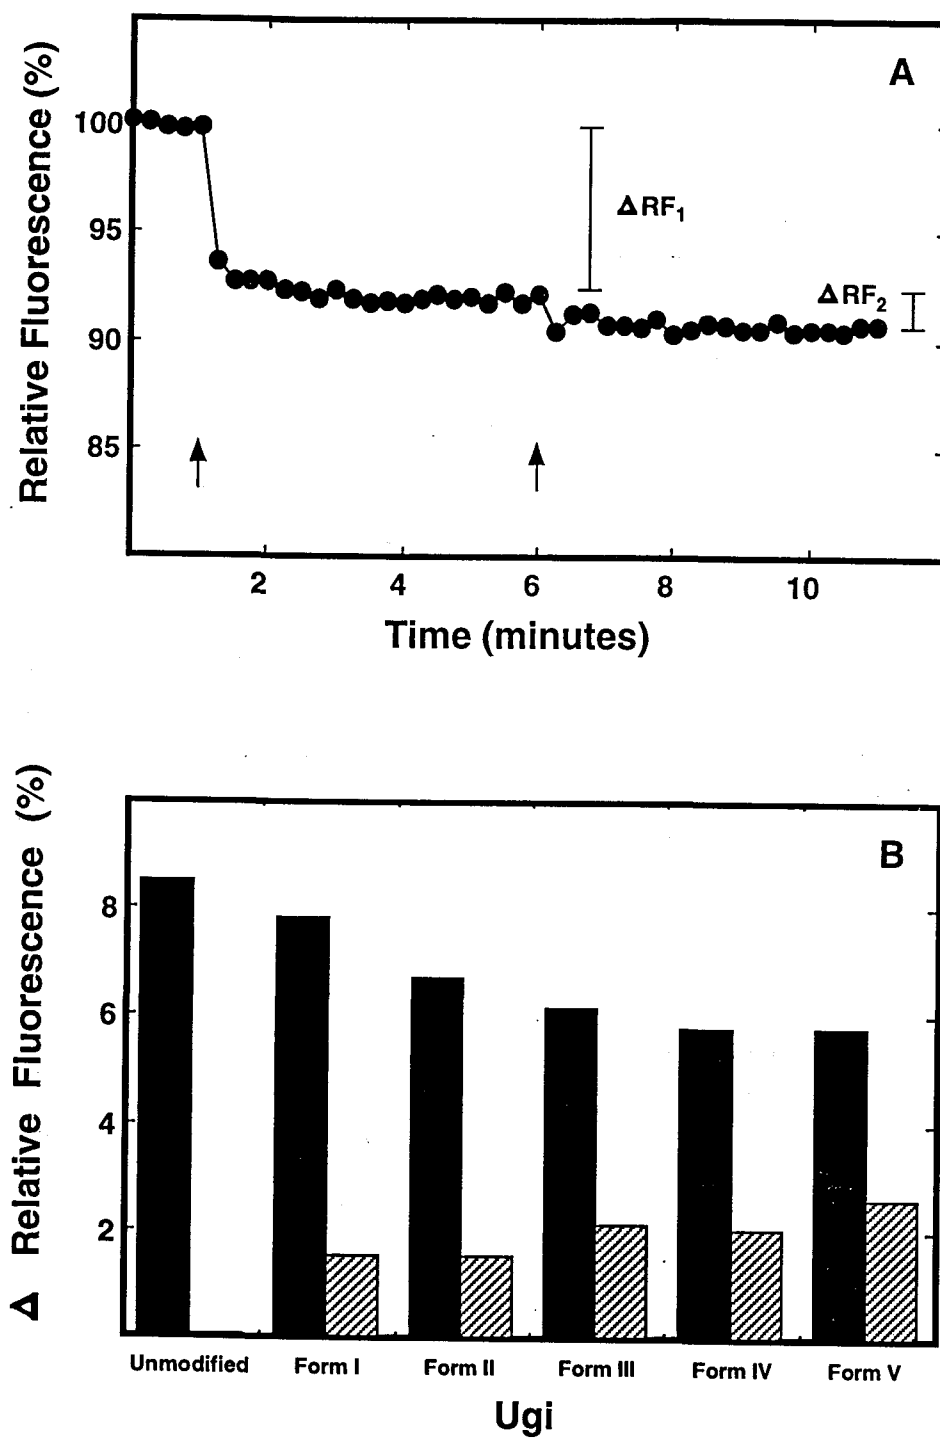 A
Relative Fluorescence (%)
100
95
90
85
ΔRF1
ΔRF2
2 4 6 8 10
Time (minutes)
B
Δ Relative Fluorescence (%)
8
6
4
2
Unmodified Form I Form II Form III Form IV Form V
Ugi